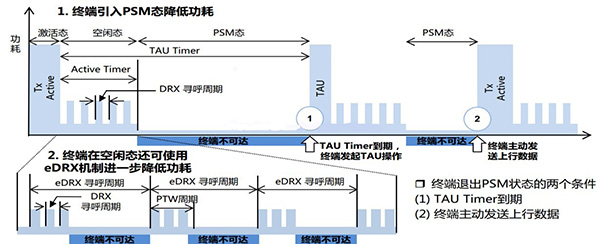 1. 终端引入PSM态降低功耗
功耗
激活态
空闲态
PSM态
PSM态
TAU Timer
Active Timer
DRX 寻呼周期
Tx Active
TAU
Tx Active
1
2
终端不可达
终端不可达
TAU Timer到期，
终端发起TAU操作
终端主动发
送上行数据
2. 终端在空闲态还可使用
eDRX机制进一步降低功耗
eDRX 寻呼周期
eDRX 寻呼周期
eDRX 寻呼周期
DRX
寻呼周期
PTW周期
终端不可达
终端不可达
终端不可达
终端退出PSM状态的两个条件
(1) TAU Timer到期
(2) 终端主动发送上行数据